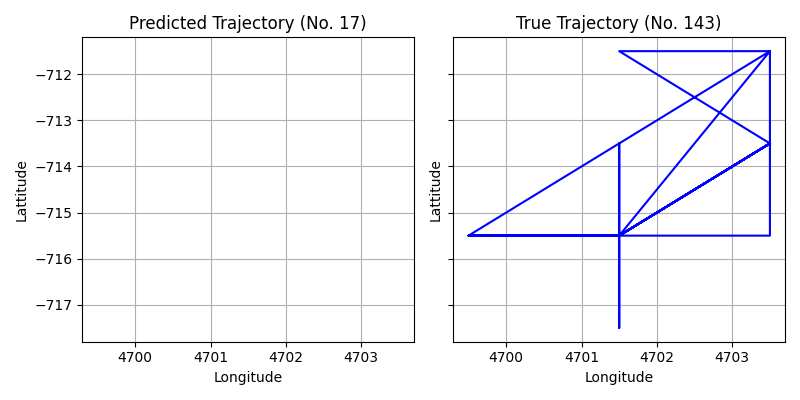 Predicted Trajectory (No. 17)
Lattitude
−712
−713
−714
−715
−716
−717
4700 4701 4702 4703
Longitude
True Trajectory (No. 143)
Lattitude
4700 4701 4702 4703
Longitude